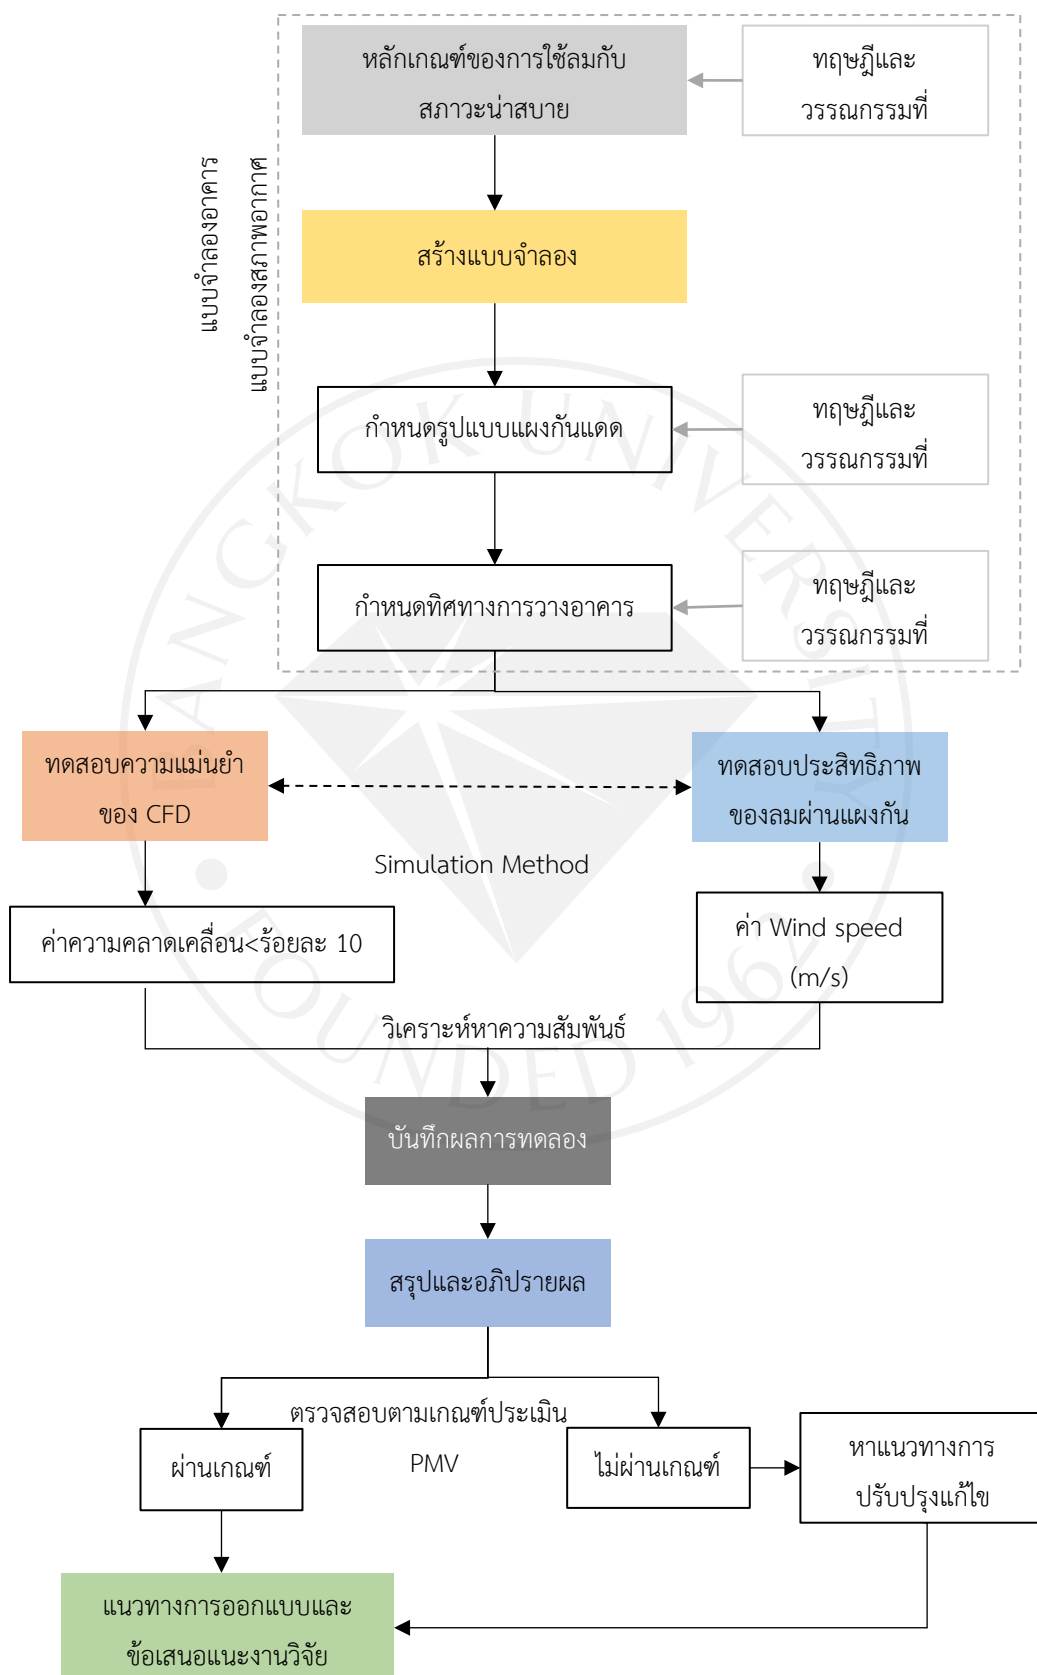 หลักเกณฑ์ของการใช้ลมกับ
สภาวะน่าสบาย
ทฤษฎีและ
วรรณกรรมที่
แบบจำลองอาคาร
แบบจำลองสภาพอากาศ
สร้างแบบจำลอง
กำหนดรูปแบบแผงกันแดด
ทฤษฎีและ
วรรณกรรมที่
กำหนดทิศทางการวางอาคาร
ทฤษฎีและ
วรรณกรรมที่
ทดสอบความแม่นยำ
ของ CFD
ทดสอบประสิทธิภาพ
ของลมผ่านแผงกัน
Simulation Method
ค่าความคลาดเคลื่อน<ร้อยละ 10
ค่า Wind speed
(m/s)
วิเคราะห์หาความสัมพันธ์
บันทึกผลการทดลอง
สรุปและอภิปรายผล
ตรวจสอบตามเกณฑ์ประเมิน
PMV
ผ่านเกณฑ์
ไม่ผ่านเกณฑ์
หาแนวทางการ
ปรับปรุงแก้ไข
แนวทางการออกแบบและ
ข้อเสนอแนะงานวิจัย
BANGKOK UNIVERSITY
FOUNDED 1962